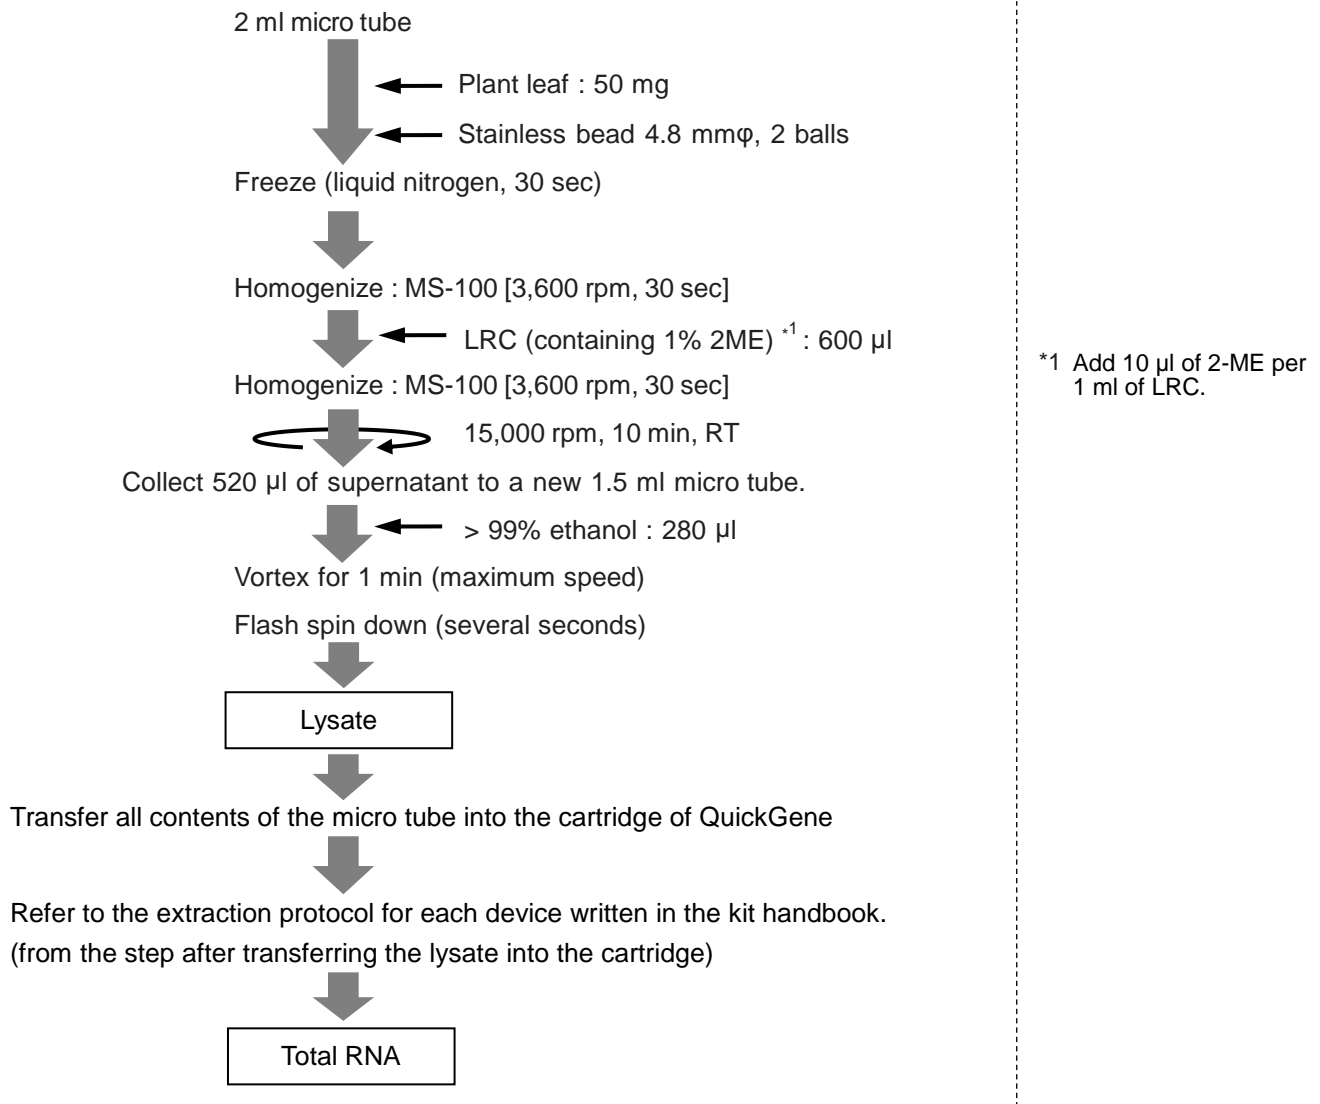 2 ml micro tube
Plant leaf : 50 mg
Stainless bead 4.8 mmφ, 2 balls
Freeze (liquid nitrogen, 30 sec)
Homogenize : MS-100 [3,600 rpm, 30 sec]
LRC (containing 1% 2ME) *1 : 600 μl
Homogenize : MS-100 [3,600 rpm, 30 sec]
15,000 rpm, 10 min, RT
Collect 520 μl of supernatant to a new 1.5 ml micro tube.
> 99% ethanol : 280 μl
Vortex for 1 min (maximum speed)
Flash spin down (several seconds)
Lysate
Transfer all contents of the micro tube into the cartridge of QuickGene
Refer to the extraction protocol for each device written in the kit handbook.
(from the step after transferring the lysate into the cartridge)
Total RNA
*1 Add 10 μl of 2-ME per
1 ml of LRC.